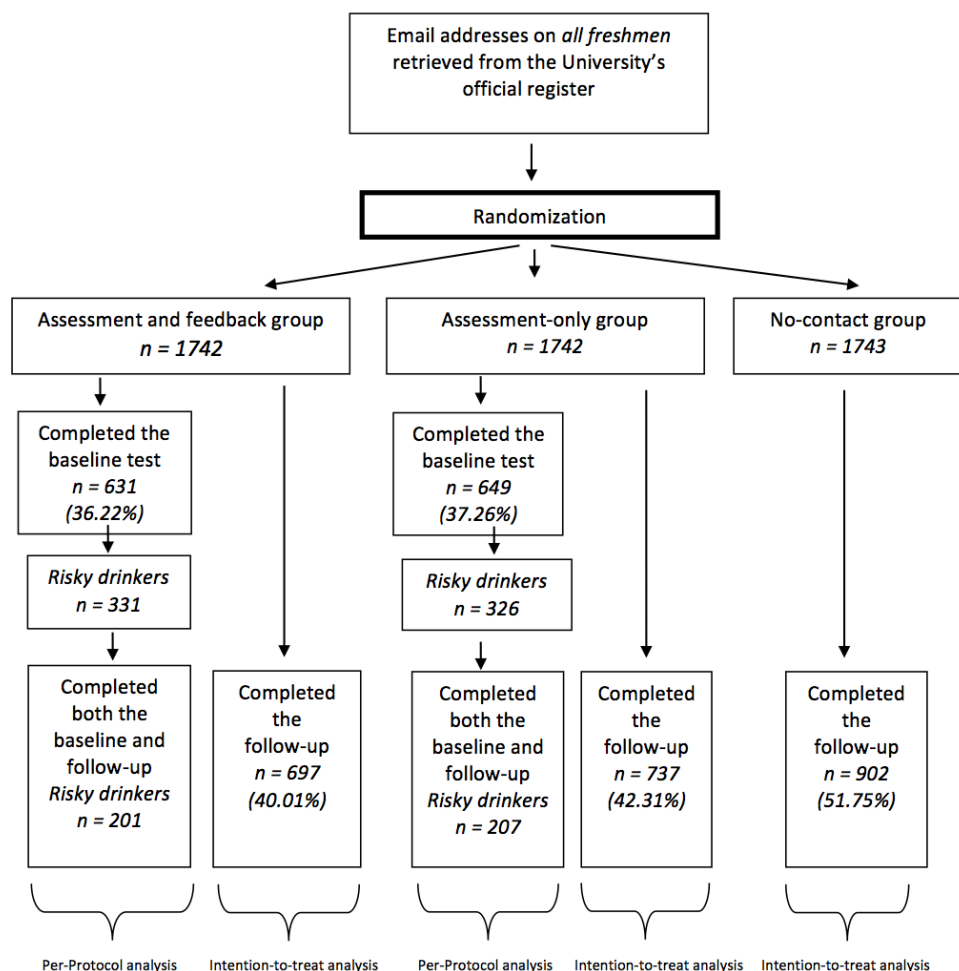 Email addresses on all freshmen
retrieved from the University's
official register
Randomization
Assessment and feedback group
n = 1742
Assessment-only group
n = 1742
No-contact group
n = 1743
Completed the
baseline test
n = 631
(36.22%)
Completed the
baseline test
n = 649
(37.26%)
Risky drinkers
n = 331
Risky drinkers
n = 326
Completed
both the
baseline and
follow-up
Risky drinkers
n = 201
Completed
the
follow-up
n = 697
(40.01%)
Completed
both the
baseline and
follow-up
Risky drinkers
n = 207
Completed
the
follow-up
n = 737
(42.31%)
Completed
the
follow-up
n = 902
(51.75%)
Per-Protocol analysis
Intention-to-treat analysis
Per-Protocol analysis
Intention-to-treat analysis
Intention-to-treat analysis